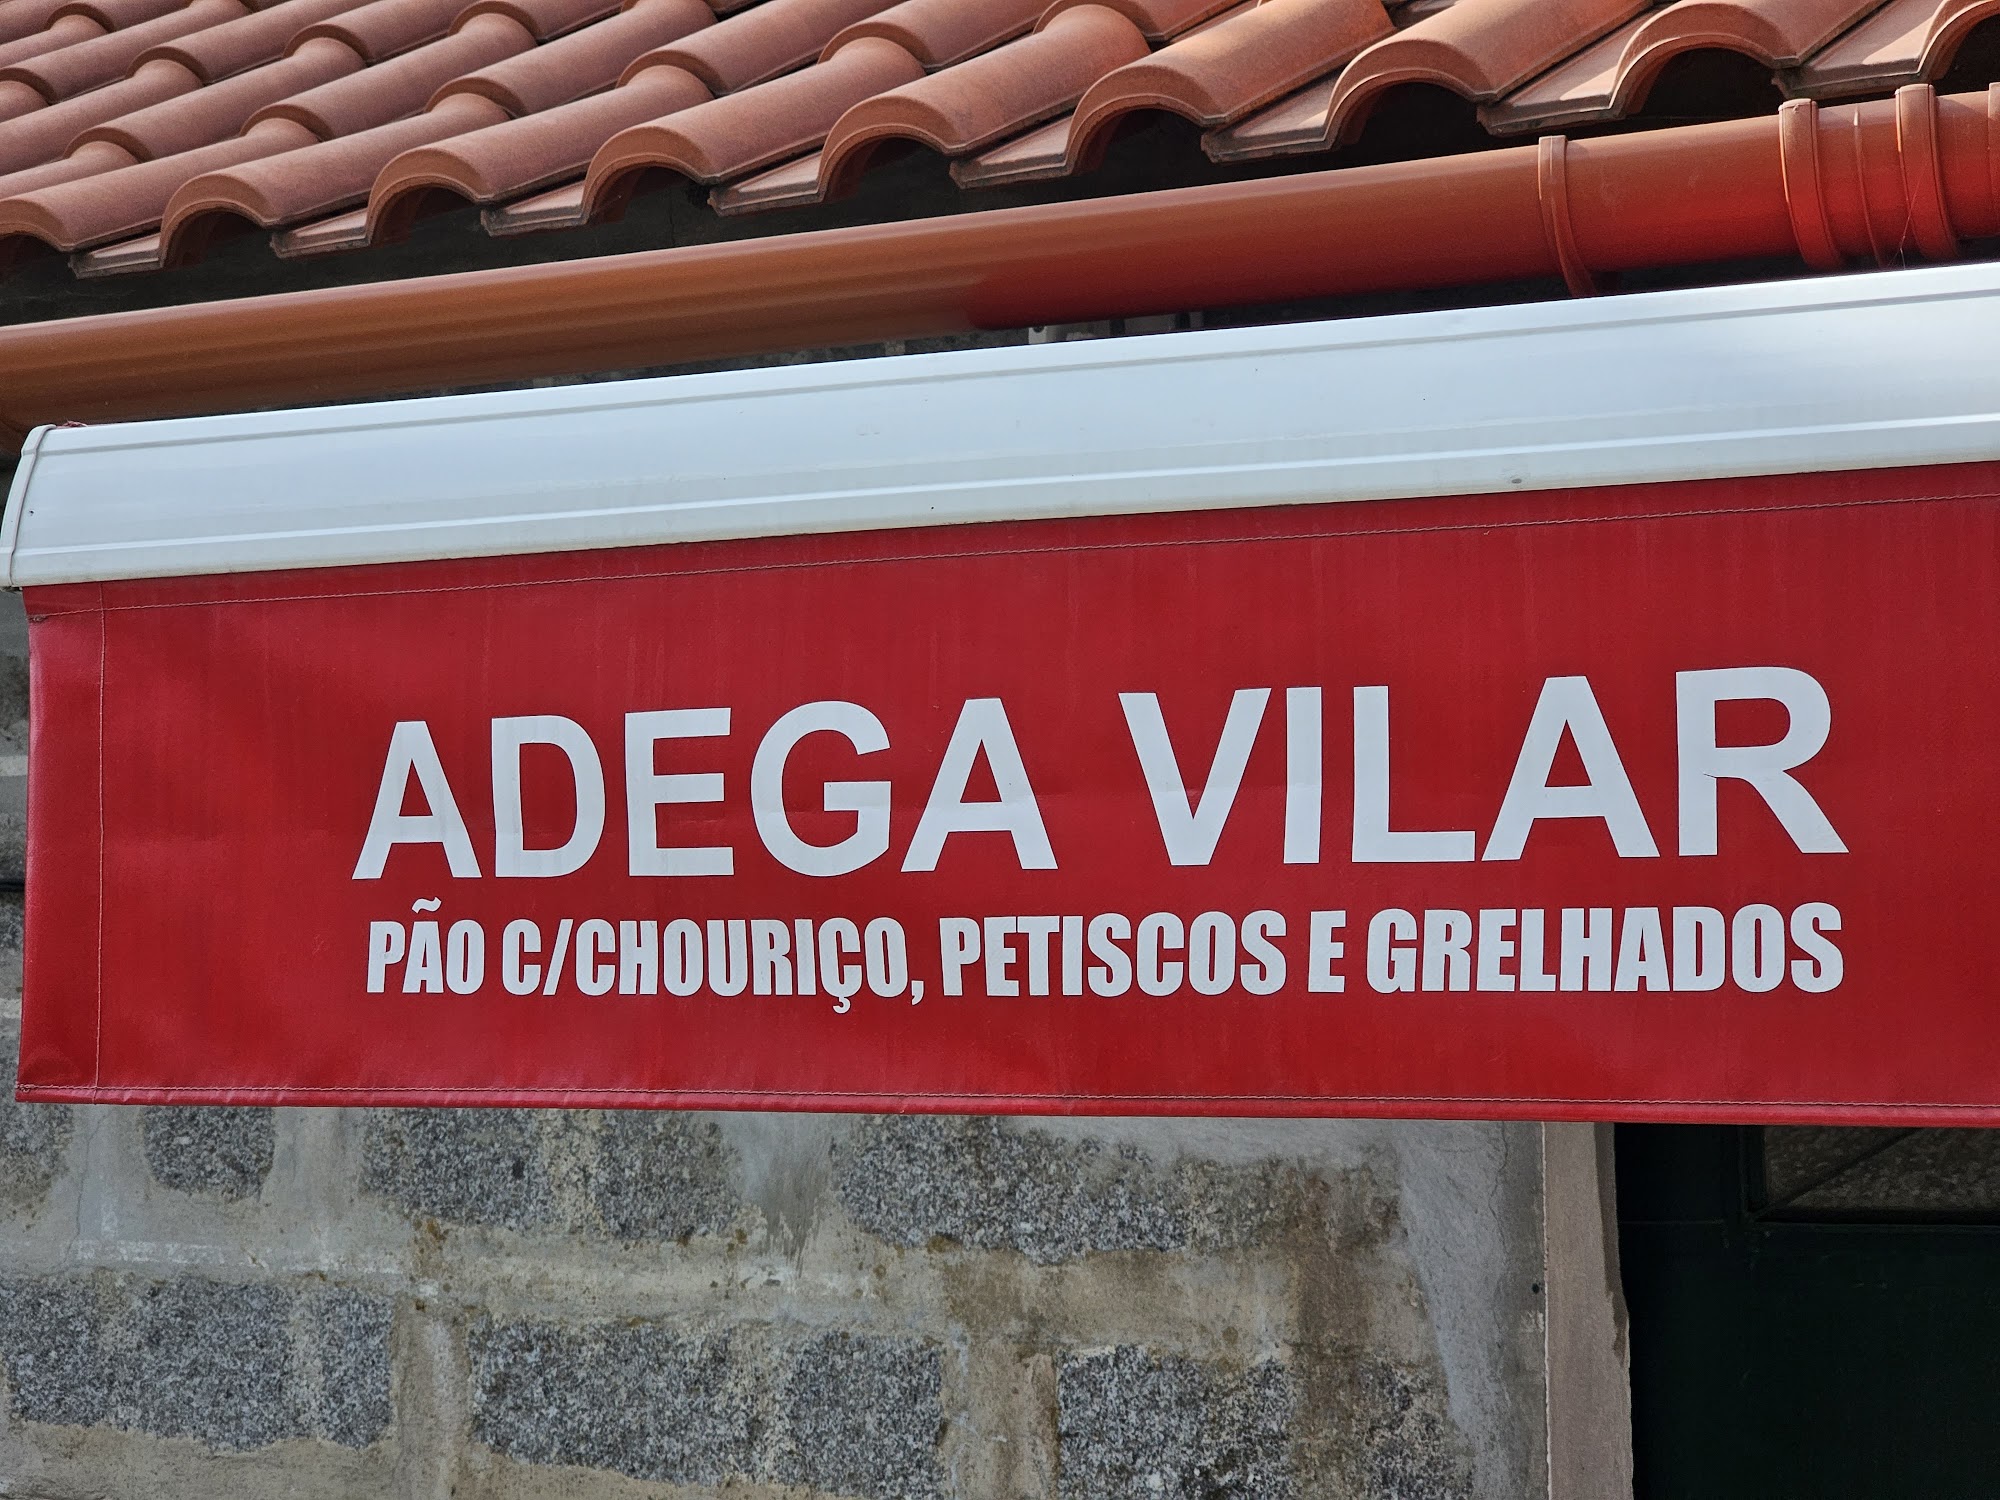 ADEGA VILAR
PÃO C/CHOURIÇO, PETISCOS E GRELHADOS